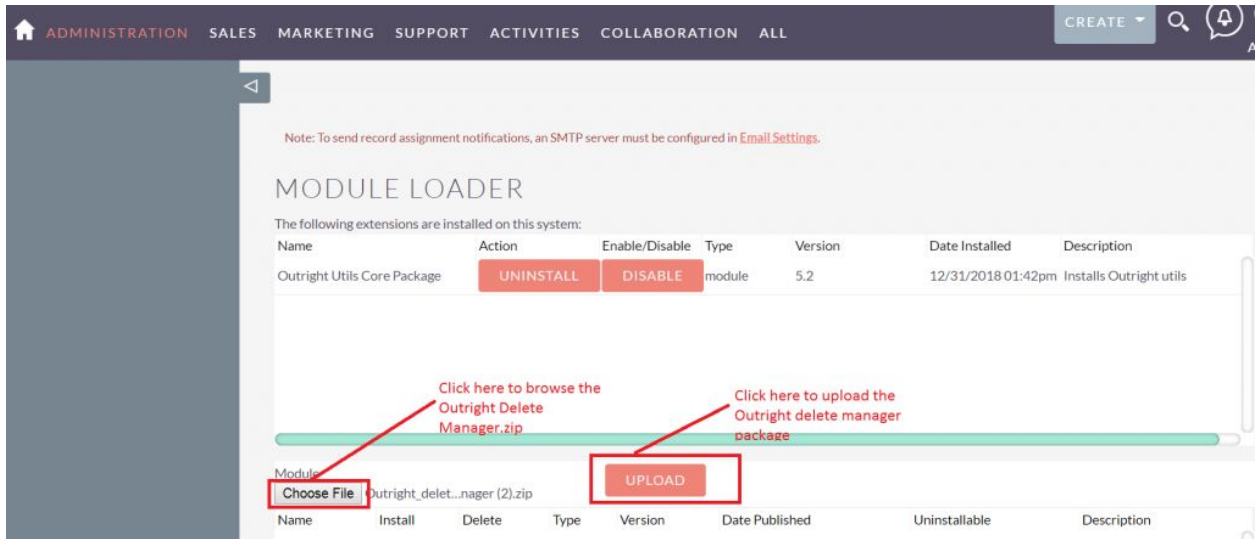 ADMINISTRATION SALES MARKETING SUPPORT ACTIVITIES COLLABORATION ALL CREATE
A
Note: To send record assignment notifications, an SMTP server must be configured in Email Settings.
MODULE LOADER
The following extensions are installed on this system:
Name Action Enable/Disable Type Version Date Installed Description
Outright Utils Core Package UNINSTALL DISABLE module 5.2 12/31/2018 01:42pm Installs Outright utils
Click here to browse the
Outright Delete
Manager.zip
Click here to upload the
Outright delete manager
package
Module
UPLOAD
Choose File Outright_delet...nager (2).zip
Name Install Delete Type Version Date Published Uninstallable Description